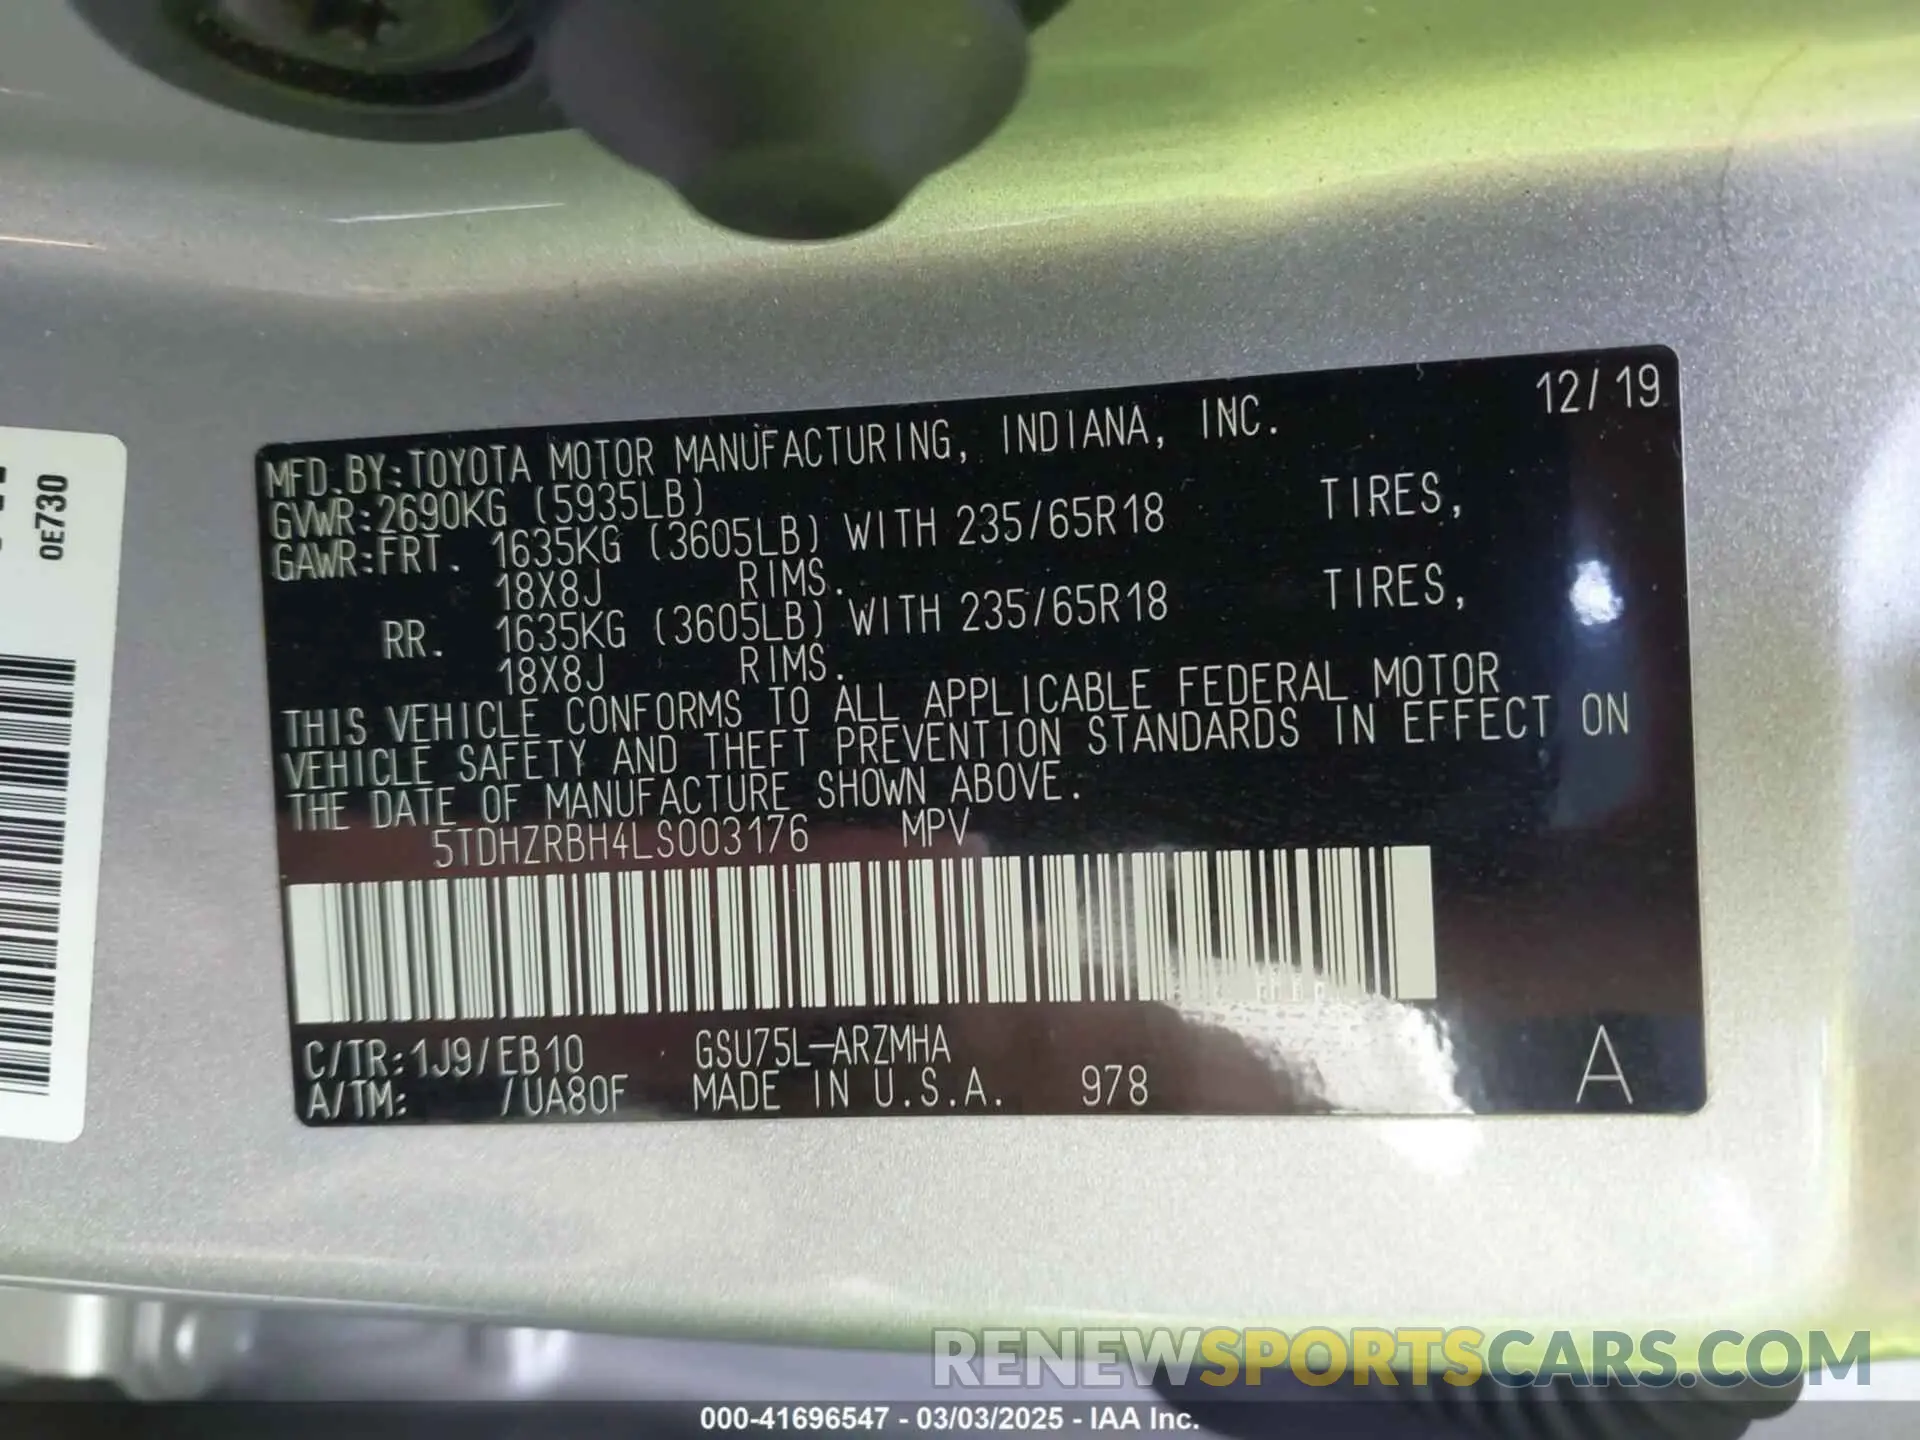 12/19
MFD.BY:TOYOTA MOTOR MANUFACTURING, INDIANA, INC.
GVWR:2690KG (5935LB)
GAWR:FRT. 1635KG (3605LB) WITH 235/65R18 TIRES,
18X8J RIMS.
RR. 1635KG (3605LB) WITH 235/65R18 TIRES,
18X8J RIMS.
THIS VEHICLE CONFORMS TO ALL APPLICABLE FEDERAL MOTOR
VEHICLE SAFETY AND THEFT PREVENTION STANDARDS IN EFFECT ON
THE DATE OF MANUFACTURE SHOWN ABOVE.
5TDHZRBH4LS003176 MPV
C/TR:1J9/EB10 GSU75L-ARZMHA
A/TM: /UA80F MADE IN U.S.A. 978 A
0E730
RENEWSPORTSCARS.COM
000-41696547 - 03/03/2025 - IAA Inc.